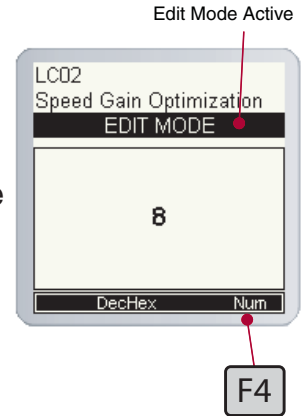 Edit Mode Active
LC02
Speed Gain Optimization
EDIT MODE
e
8
DecHex Num
F4